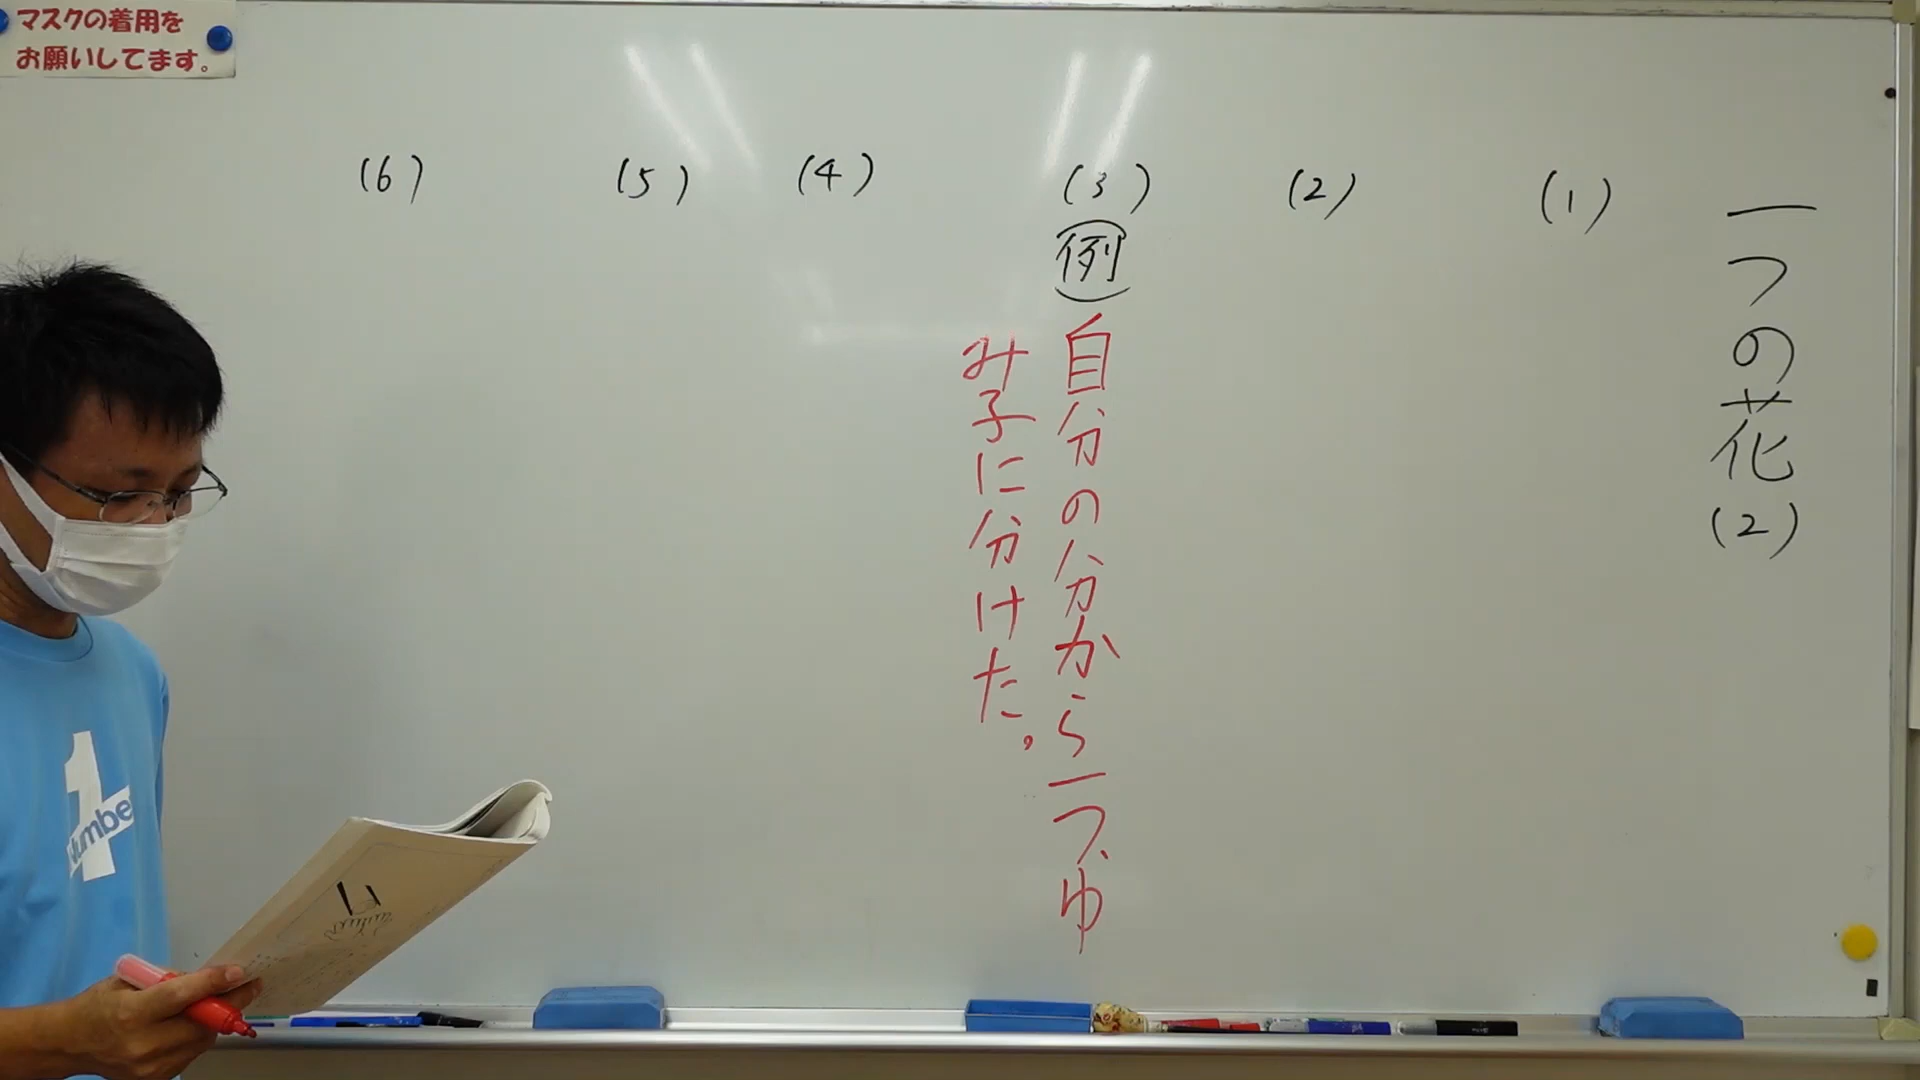 マスクの着用を
お願いしてます。
一つの花(2)
(1)
(2)
(3)
(例)自分の分から一つ、ゆ
み子に分けた。
(4)
(5)
(6)
1
Number